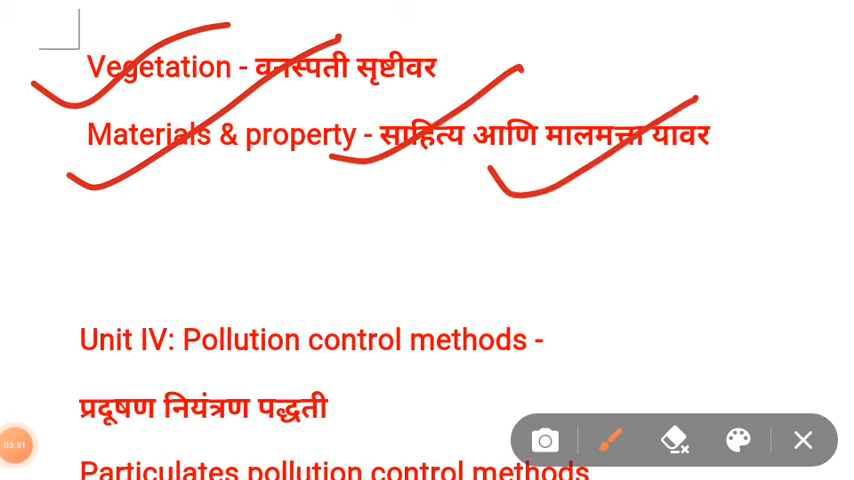 Vegetation - वनस्पती सृष्टीवर
Materials & property - साहित्य आणि मालमत्ता यावर
Unit IV: Pollution control methods -
प्रदूषण नियंत्रण पद्धती
03:51
Particulates pollution control methods